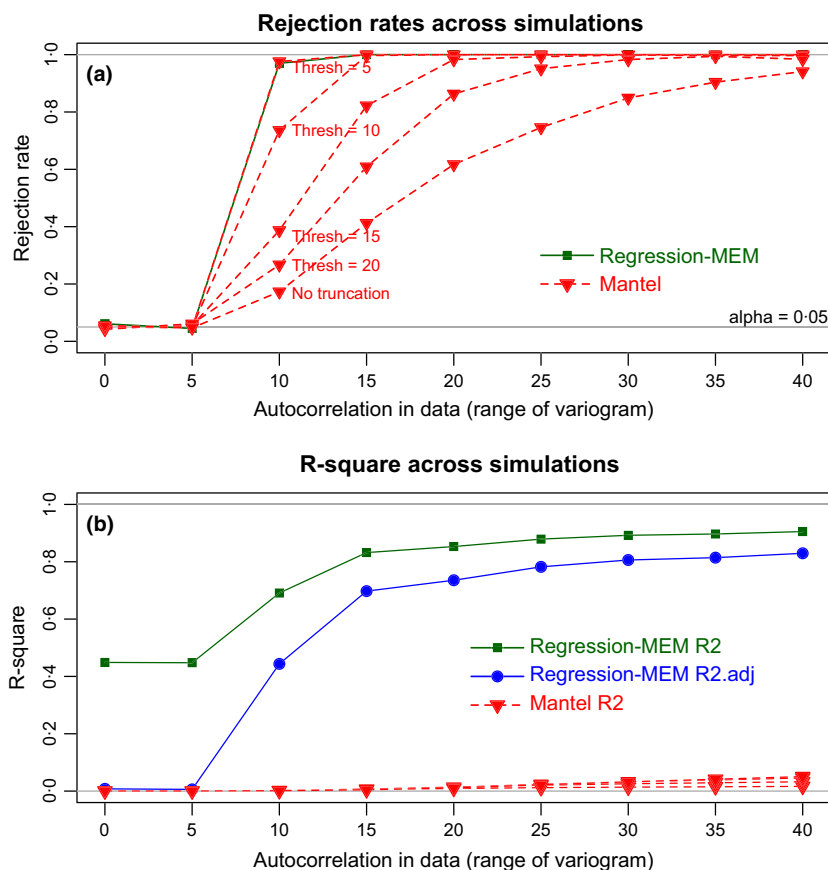 Rejection rates across simulations
(a)
Rejection rate
0·0 0·2 0·4 0·6 0·8 1·0
Thresh = 5
Thresh = 10
Thresh = 15
Thresh = 20
No truncation
Regression-MEM
Mantel
alpha = 0·05
0 5 10 15 20 25 30 35 40
Autocorrelation in data (range of variogram)
R-square across simulations
(b)
R-square
0·0 0·2 0·4 0·6 0·8 1·0
Regression-MEM R2
Regression-MEM R2.adj
Mantel R2
0 5 10 15 20 25 30 35 40
Autocorrelation in data (range of variogram)